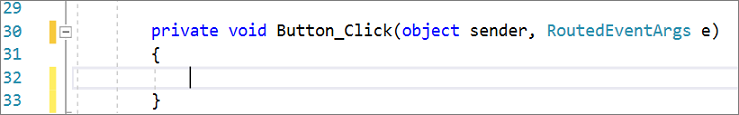 29
30 private void Button_Click(object sender, RoutedEventArgs e)
31 {
32
33 }